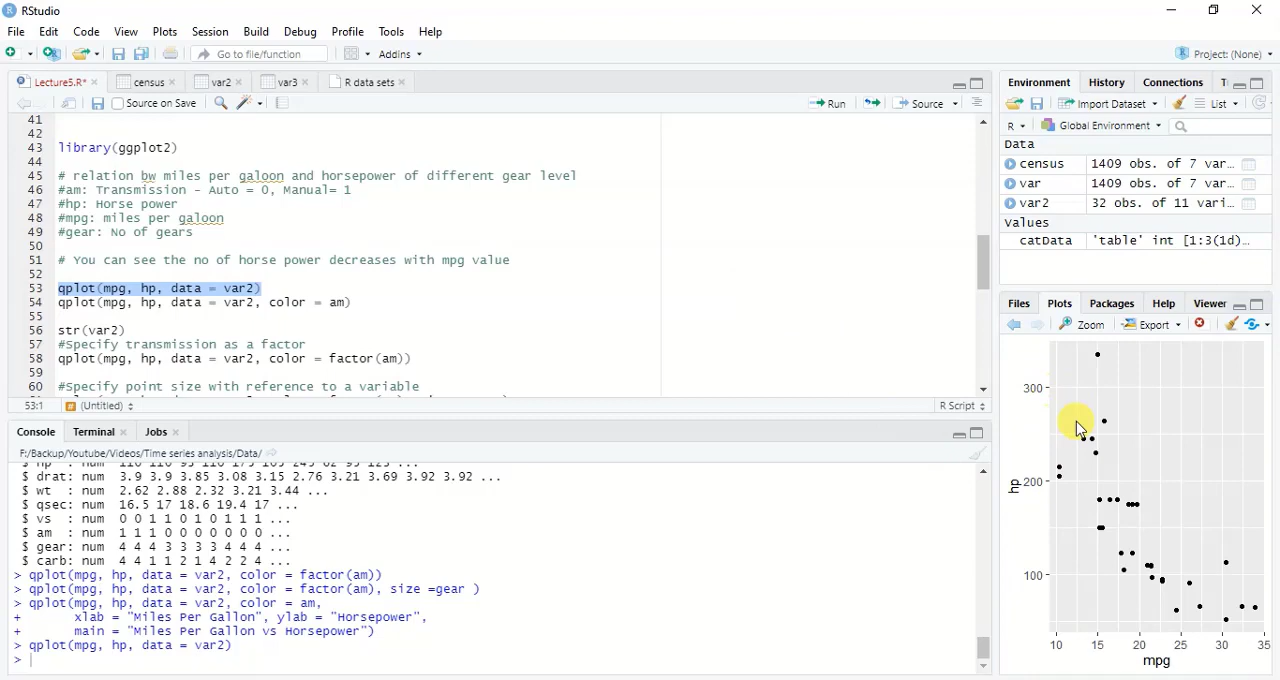 RStudio
File Edit Code View Plots Session Build Debug Profile Tools Help
Go to file/function Addins Project: (None)
Lecture5.R* census var2 var3 R data sets
Source on Save Run Source
41
42
43 library(ggplot2)
44
45 # relation bw miles per galoon and horsepower of different gear level
46 #am: Transmission - Auto = 0, Manual= 1
47 #hp: Horse power
48 #mpg: miles per galoon
49 #gear: No of gears
50
51 # You can see the no of horse power decreases with mpg value
52
53 qplot(mpg, hp, data = var2)
54 qplot(mpg, hp, data = var2, color = am)
55
56 str(var2)
57 #Specify transmission as a factor
58 qplot(mpg, hp, data = var2, color = factor(am))
59
60 #Specify point size with reference to a variable
53:1 (Untitled) R Script
Console Terminal Jobs
F:/Backup/Youtube/Videos/Time series analysis/Data/
$ drat: num 3.9 3.9 3.85 3.08 3.15 2.76 3.21 3.69 3.92 3.92 ...
$ wt : num 2.62 2.88 2.32 3.21 3.44 ...
$ qsec: num 16.5 17 18.6 19.4 17 ...
$ vs : num 0 0 1 1 0 1 0 1 1 1 ...
$ am : num 1 1 1 0 0 0 0 0 0 0 ...
$ gear: num 4 4 4 3 3 3 3 4 4 4 ...
$ carb: num 4 4 1 1 2 1 4 2 2 4 ...
> qplot(mpg, hp, data = var2, color = factor(am))
> qplot(mpg, hp, data = var2, color = factor(am), size =gear )
> qplot(mpg, hp, data = var2, color = am,
+ xlab = "Miles Per Gallon", ylab = "Horsepower",
+ main = "Miles Per Gallon vs Horsepower")
> qplot(mpg, hp, data = var2)
>
Environment History Connections
Import Dataset List
R Global Environment
Data
census 1409 obs. of 7 var...
var 1409 obs. of 7 var...
var2 32 obs. of 11 vari...
Values
catData 'table' int [1:3(1d)...
Files Plots Packages Help Viewer
Zoom Export
300
200
100
hp
10 15 20 25 30 35
mpg